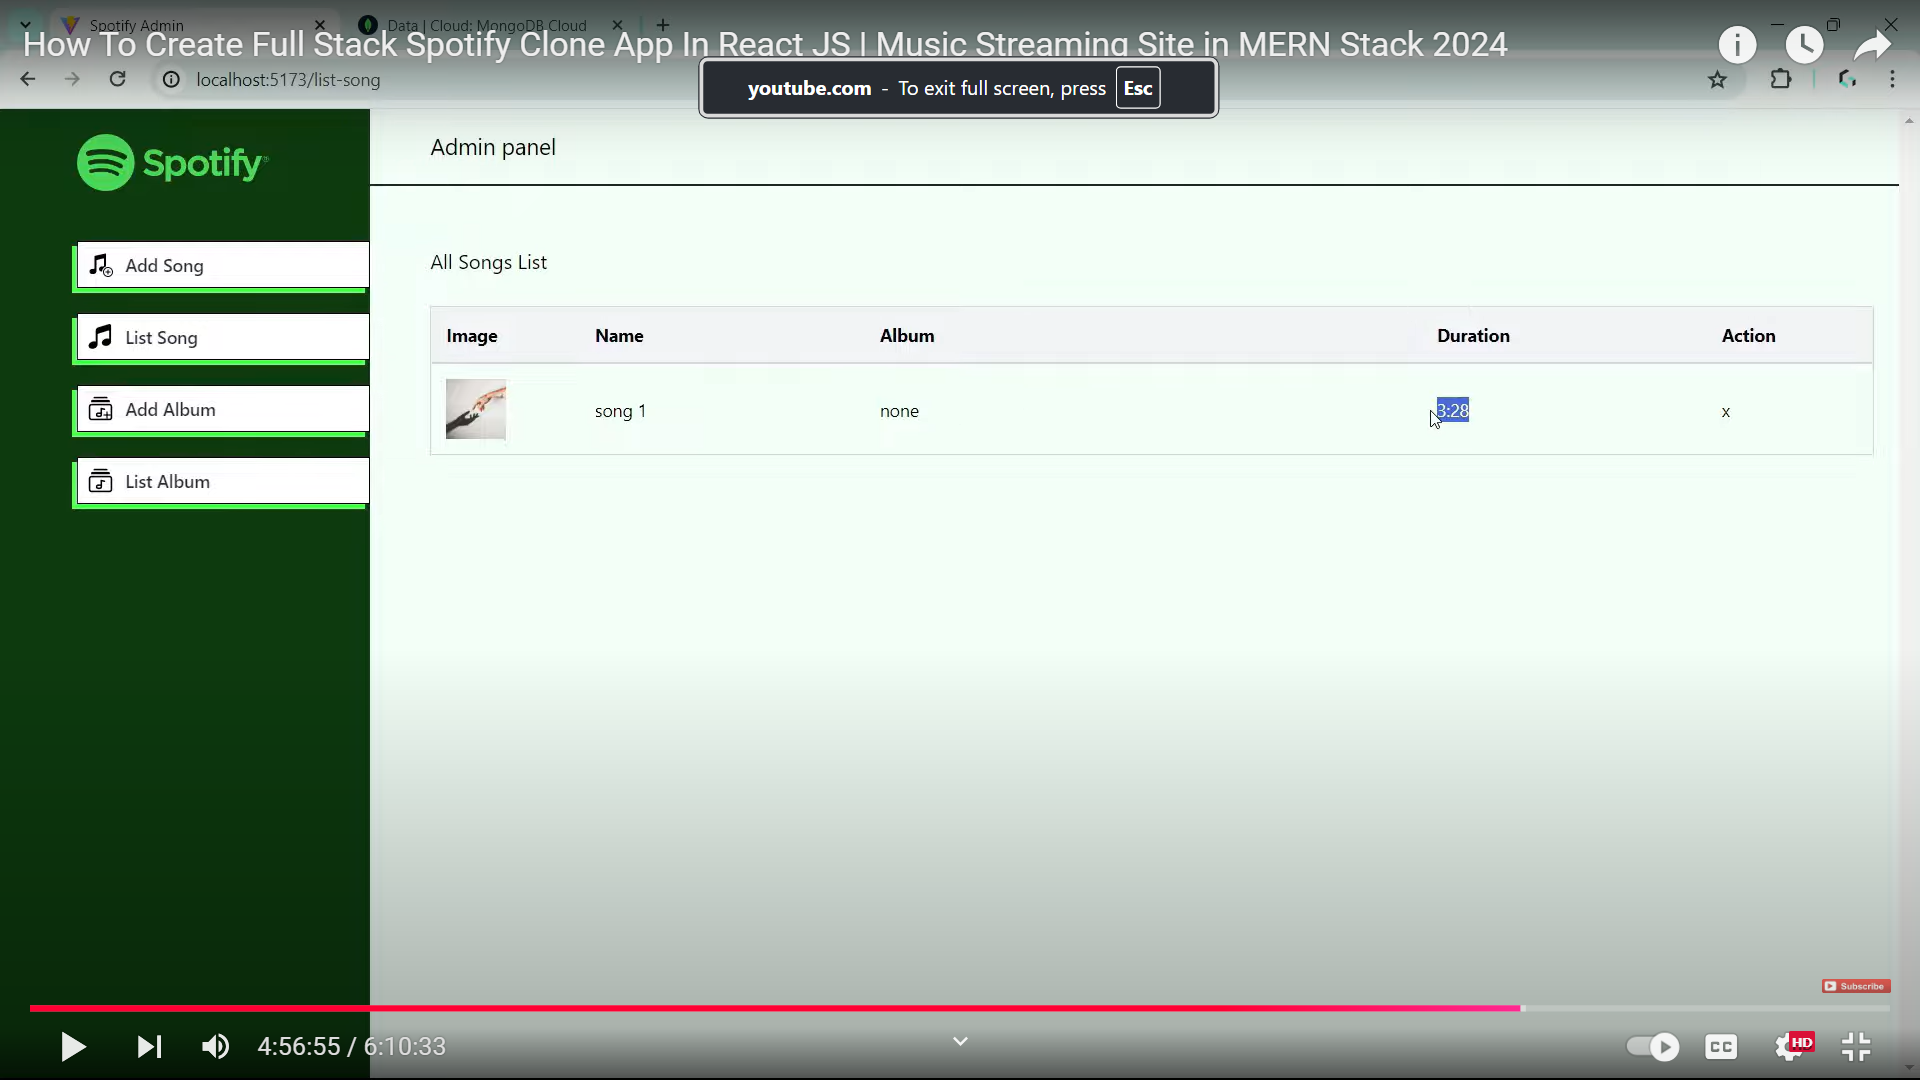 Spotify Admin
Data | Cloud: MongoDB Cloud
How To Create Full Stack Spotify Clone App In React JS | Music Streaming Site in MERN Stack 2024
localhost:5173/list-song
youtube.com - To exit full screen, press Esc
Spotify
Admin panel
Add Song
List Song
Add Album
List Album
All Songs List
Image Name Album Duration Action
song 1 none 3:28 x
Subscribe
4:56:55 / 6:10:33
CC
HD